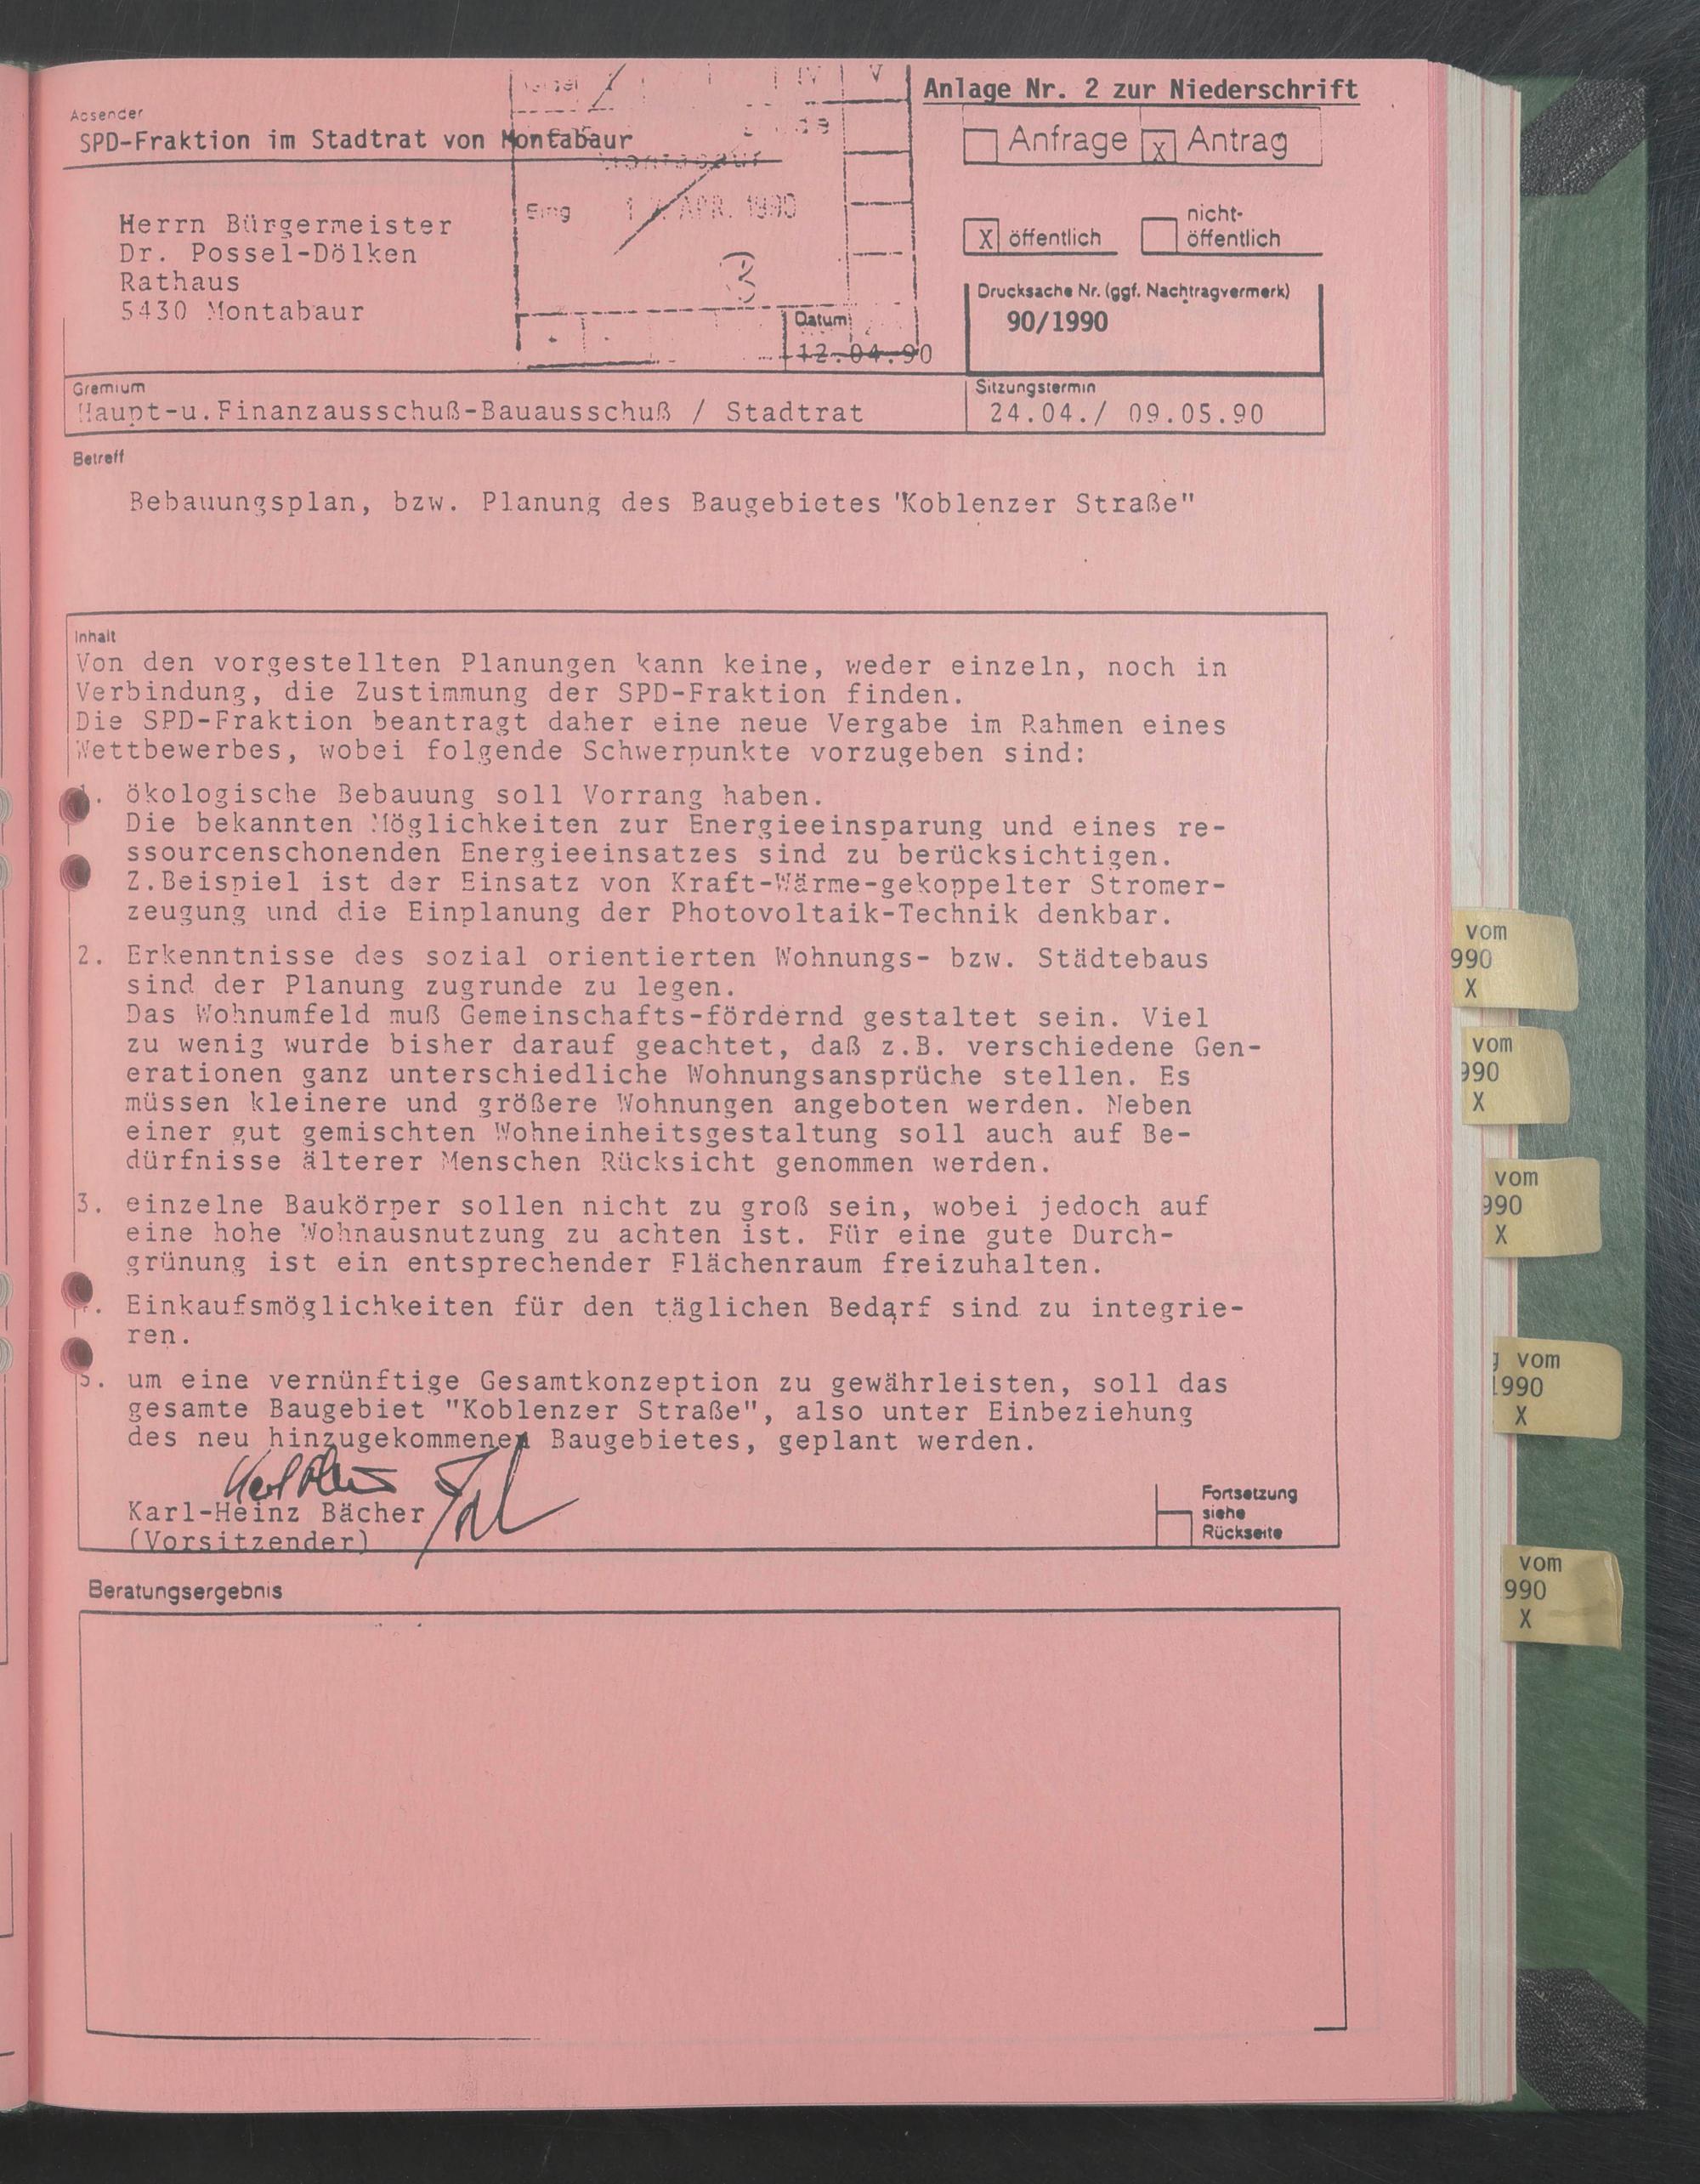 Anlage Nr. 2 zur Niederschrift
Absender
SPD-Fraktion im Stadtrat von Montabaur
Anfrage x Antrag
Herrn Bürgermeister
Dr. Possel-Dölken
Rathaus
5430 Montabaur
IV V
Montabaur
Eing
APR. 1990
3
Datum
12.04.90
X öffentlich
nicht-
öffentlich
Drucksache Nr. (ggf. Nachtragvermerk)
90/1990
Gremium
Haupt-u.Finanzausschuß-Bauausschuß / Stadtrat
Sitzungstermin
24.04./ 09.05.90
Betreff
Bebauungsplan, bzw. Planung des Baugebietes "Koblenzer Straße"
Inhalt
Von den vorgestellten Planungen kann keine, weder einzeln, noch in
Verbindung, die Zustimmung der SPD-Fraktion finden.
Die SPD-Fraktion beantragt daher eine neue Vergabe im Rahmen eines
Wettbewerbes, wobei folgende Schwerpunkte vorzugeben sind:
1. ökologische Bebauung soll Vorrang haben.
Die bekannten Möglichkeiten zur Energieeinsparung und eines re-
ssourcenschonenden Energieeinsatzes sind zu berücksichtigen.
Z.Beispiel ist der Einsatz von Kraft-Wärme-gekoppelter Stromer-
zeugung und die Einplanung der Photovoltaik-Technik denkbar.
2. Erkenntnisse des sozial orientierten Wohnungs- bzw. Städtebaus
sind der Planung zugrunde zu legen.
Das Wohnumfeld muß Gemeinschafts-fördernd gestaltet sein. Viel
zu wenig wurde bisher darauf geachtet, daß z.B. verschiedene Gen-
erationen ganz unterschiedliche Wohnungsansprüche stellen. Es
müssen kleinere und größere Wohnungen angeboten werden. Neben
einer gut gemischten Wohneinheitsgestaltung soll auch auf Be-
dürfnisse älterer Menschen Rücksicht genommen werden.
3. einzelne Baukörper sollen nicht zu groß sein, wobei jedoch auf
eine hohe Wohnausnutzung zu achten ist. Für eine gute Durch-
grünung ist ein entsprechender Flächenraum freizuhalten.
4. Einkaufsmöglichkeiten für den täglichen Bedarf sind zu integrie-
ren.
5. um eine vernünftige Gesamtkonzeption zu gewährleisten, soll das
gesamte Baugebiet "Koblenzer Straße", also unter Einbeziehung
des neu hinzugekommenen Baugebietes, geplant werden.
Karl-Heinz Bächer
(Vorsitzender)
Fortsetzung
siehe
Rückseite
Beratungsergebnis
vom
990
X
vom
990
X
vom
990
X
g vom
1990
X
vom
990
X